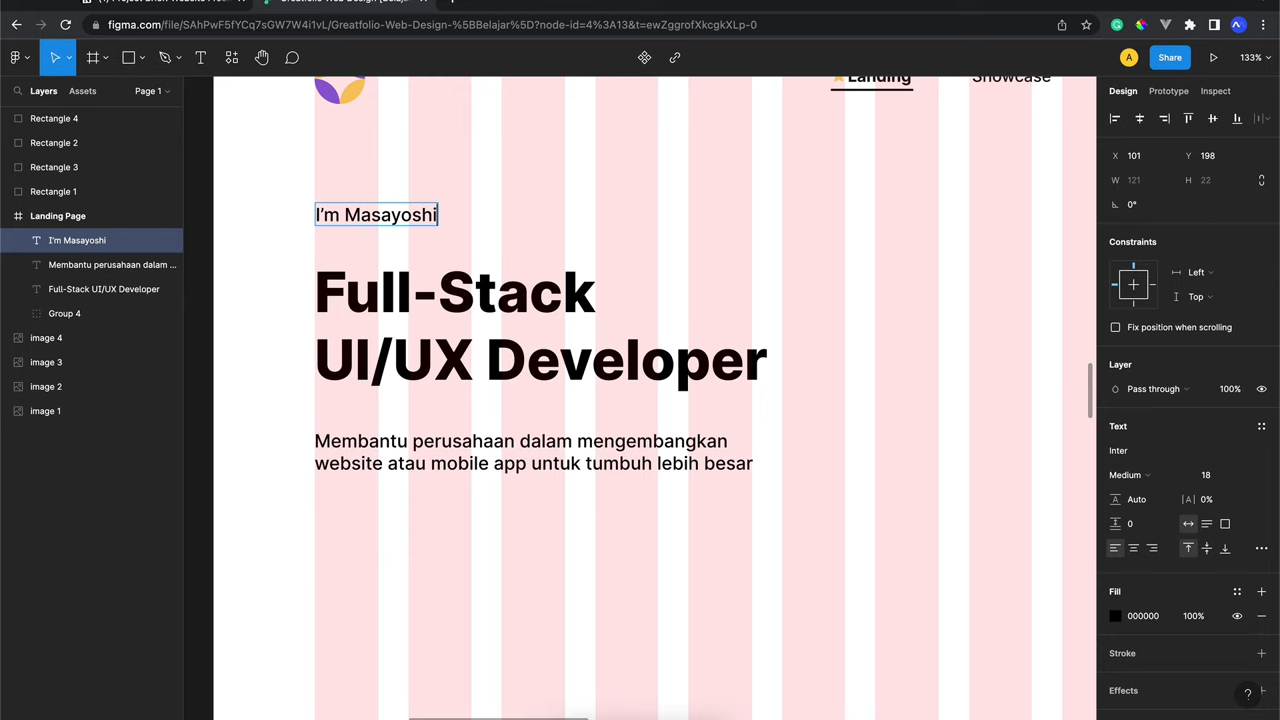 figma.com/file/SAhPwF5fYCq7sGW7W4i1vL/Greatfolio-Web-Design-%5BBelajar%5D?node-id=4%3A13&t=ewZggrofXkcgkXLp-0
A
Share
133%
Layers
Assets
Page 1
Design
Prototype
Inspect
Rectangle 4
Rectangle 2
Rectangle 3
Rectangle 1
Landing Page
I'm Masayoshi
Membantu perusahaan dalam ...
Full-Stack UI/UX Developer
Group 4
image 4
image 3
image 2
image 1
Landing
Showcase
I'm Masayoshi
Full-Stack
UI/UX Developer
Membantu perusahaan dalam mengembangkan
website atau mobile app untuk tumbuh lebih besar
X 101
Y 198
W 121
H 22
0°
Constraints
Left
Top
Fix position when scrolling
Layer
Pass through
100%
Text
Inter
Medium
18
Auto
|A| 0%
0
Fill
000000
100%
Stroke
Effects
?